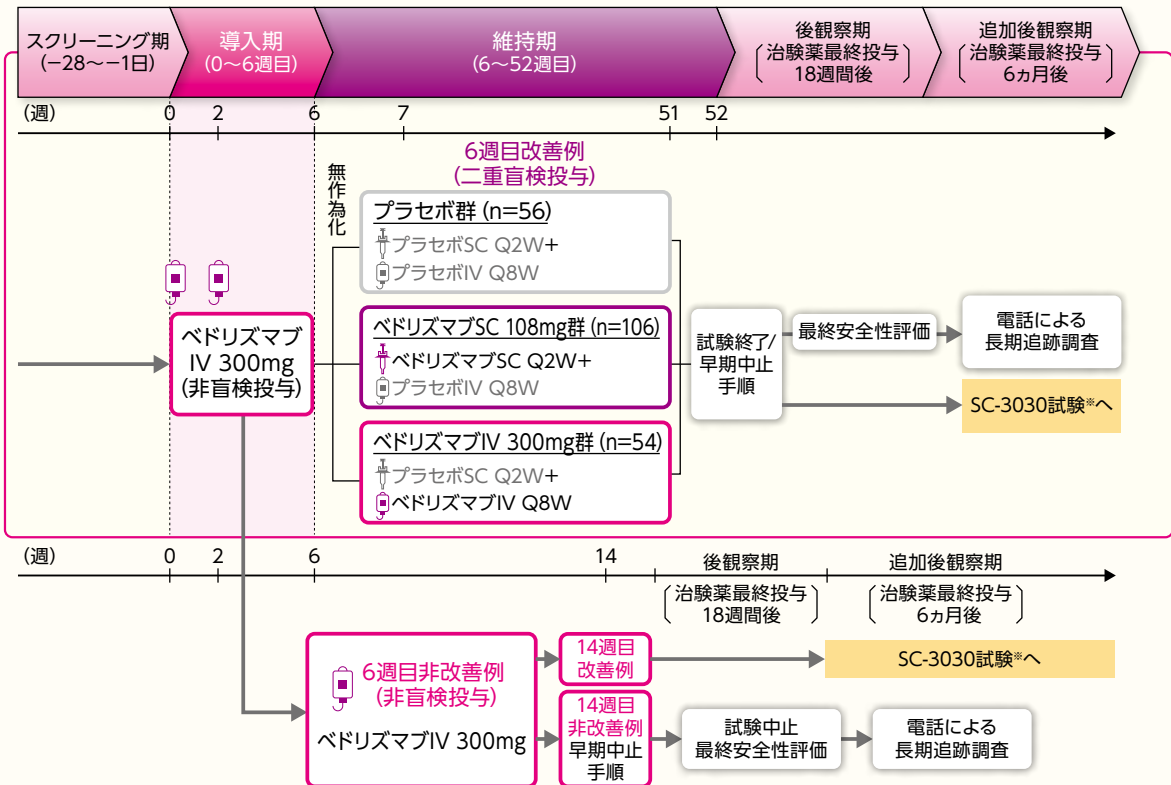 スクリーニング期
(−28〜−1日)
導入期
(0〜6週目)
維持期
(6〜52週目)
後観察期
治験薬最終投与
18週間後
追加後観察期
治験薬最終投与
6ヵ月後
(週)
0
2
6
7
51
52
無作為化
6週目改善例
(二重盲検投与)
プラセボ群 (n=56)
プラセボSC Q2W+
プラセボIV Q8W
ベドリズマブ
IV 300mg
(非盲検投与)
ベドリズマブSC 108mg群 (n=106)
ベドリズマブSC Q2W+
プラセボIV Q8W
ベドリズマブIV 300mg群 (n=54)
プラセボSC Q2W+
ベドリズマブIV Q8W
試験終了/
早期中止
手順
最終安全性評価
電話による
長期追跡調査
SC-3030試験※へ
(週)
0
2
6
14
後観察期
治験薬最終投与
18週間後
追加後観察期
治験薬最終投与
6ヵ月後
6週目非改善例
(非盲検投与)
ベドリズマブIV 300mg
14週目
改善例
SC-3030試験※へ
14週目
非改善例
早期中止
手順
試験中止
最終安全性評価
電話による
長期追跡調査